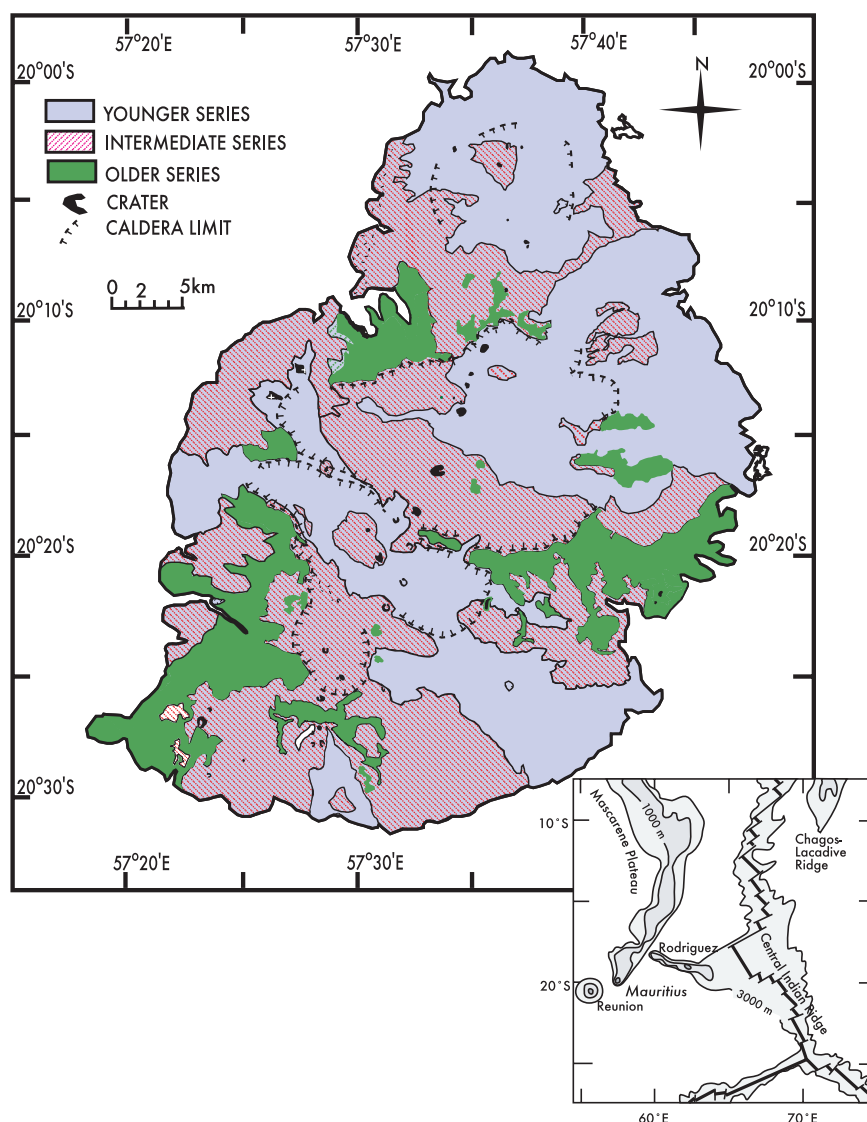 57°20'E
57°30'E
57°40'E
20°00'S
20°00'S
N
YOUNGER SERIES
INTERMEDIATE SERIES
OLDER SERIES
CRATER
CALDERA LIMIT
0 2 5km
20°10'S
20°10'S
20°20'S
20°20'S
20°30'S
57°20'E
57°30'E
10°S
20°S
Mascarene Plateau
1000 m
Chagos-
Lacadive
Ridge
Rodriguez
Central Indian Ridge
Mauritius
3000 m
Reunion
60°E
70°E